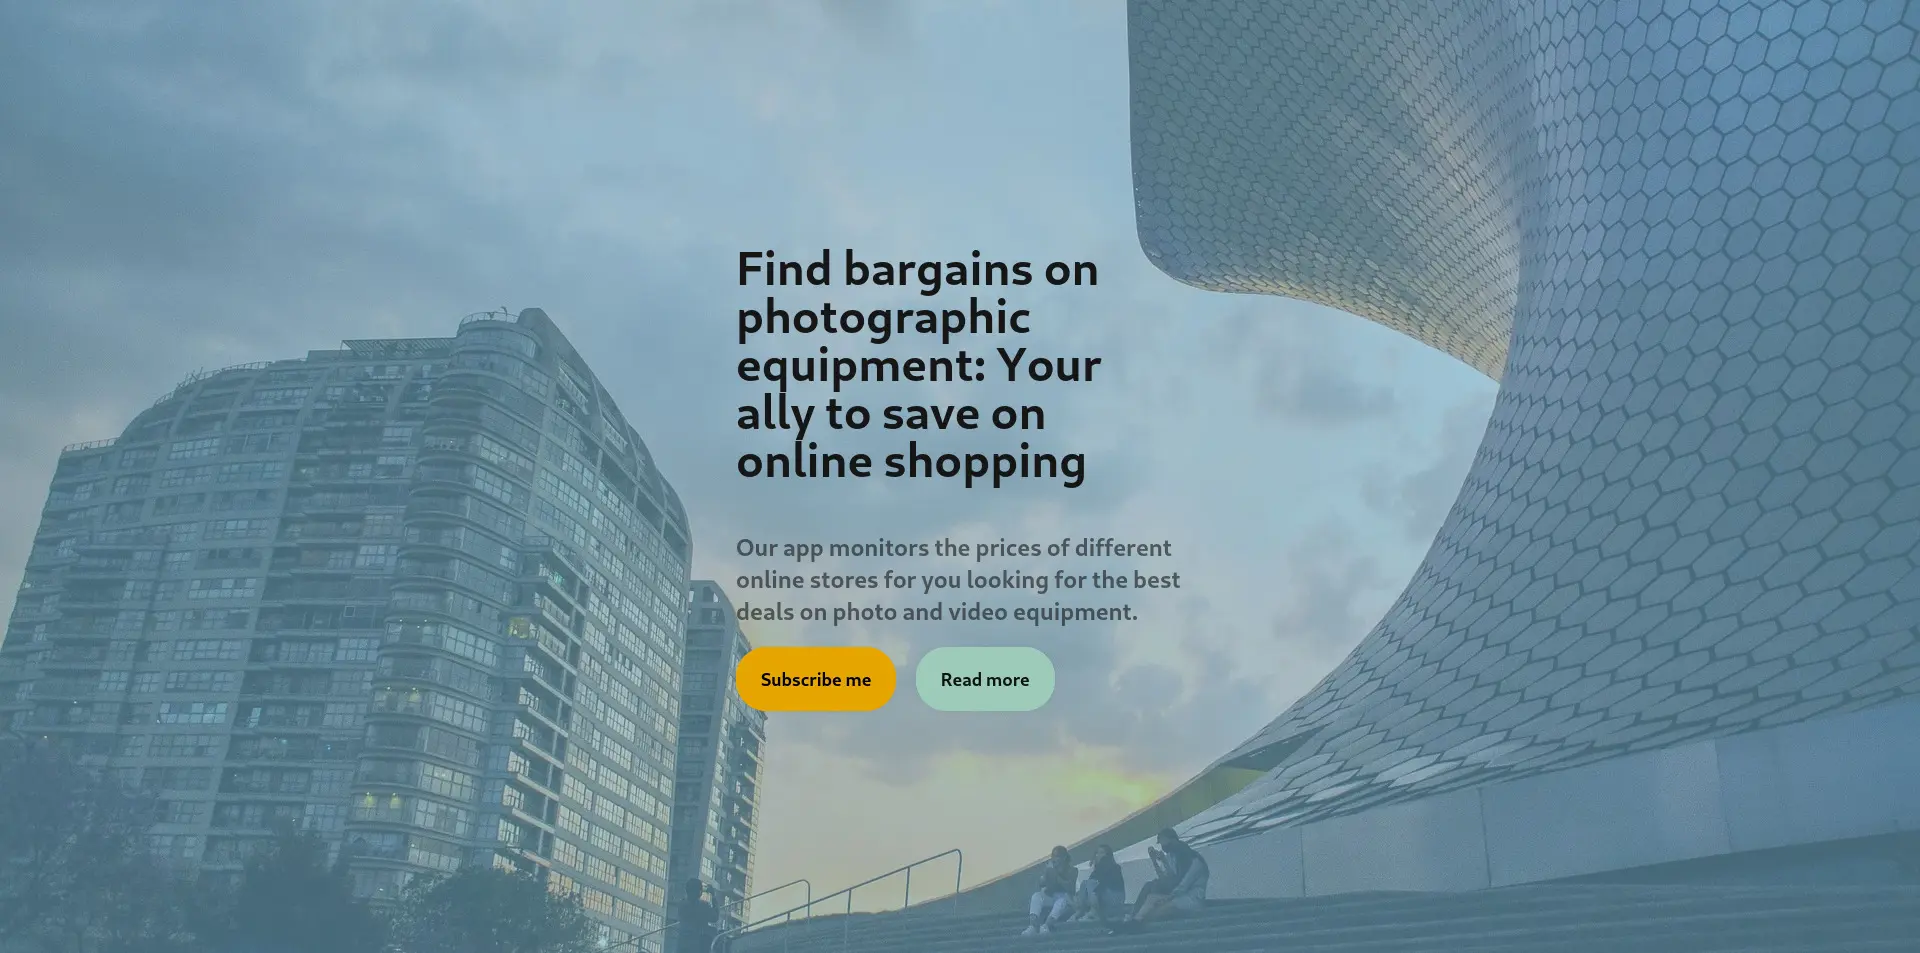 Find bargains on
photographic
equipment: Your
ally to save on
online shopping
Our app monitors the prices of different
online stores for you looking for the best
deals on photo and video equipment.
Subscribe me
Read more